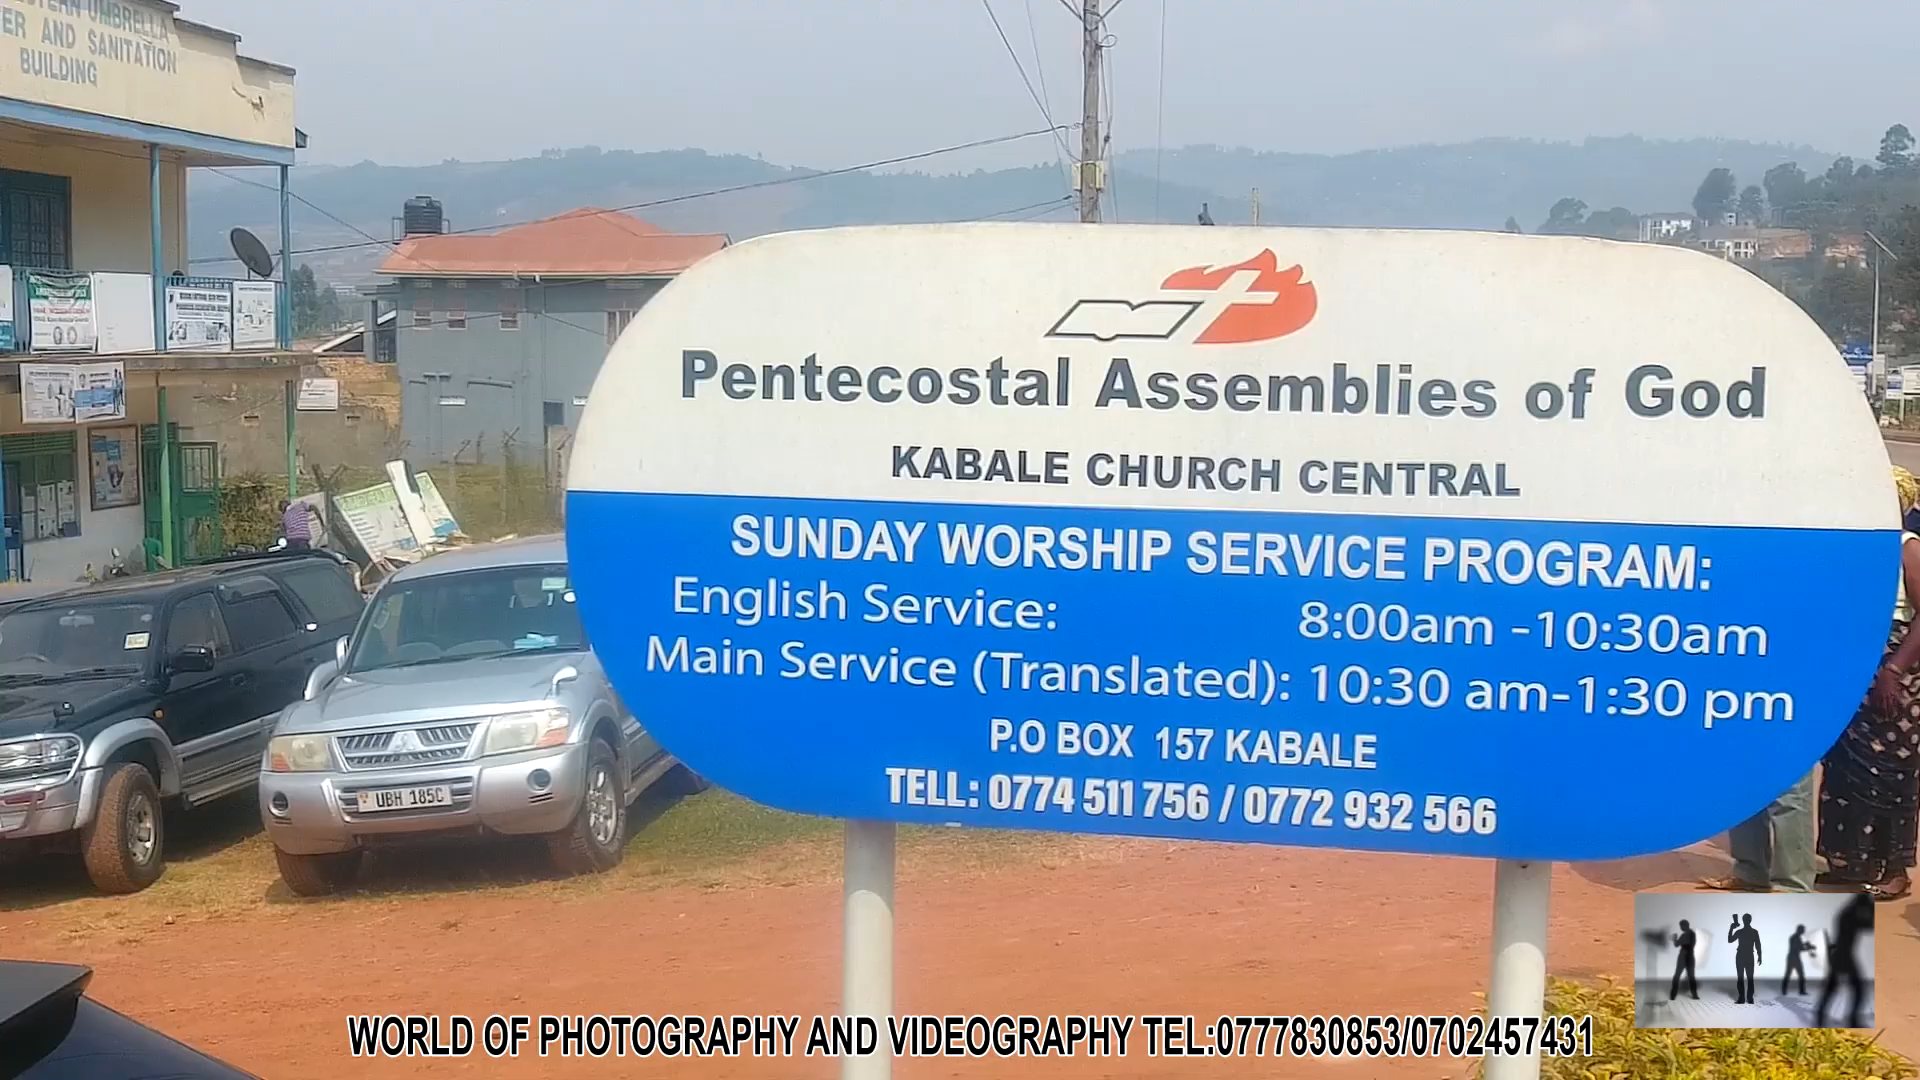 UMBRELLA
AND SANITATION
BUILDING
Pentecostal Assemblies of God
KABALE CHURCH CENTRAL
SUNDAY WORSHIP SERVICE PROGRAM:
English Service: 8:00am -10:30am
Main Service (Translated): 10:30 am-1:30 pm
P.O BOX 157 KABALE
TELL: 0774 511 756 / 0772 932 566
UBH 185C
WORLD OF PHOTOGRAPHY AND VIDEOGRAPHY TEL:0777830853/0702457431